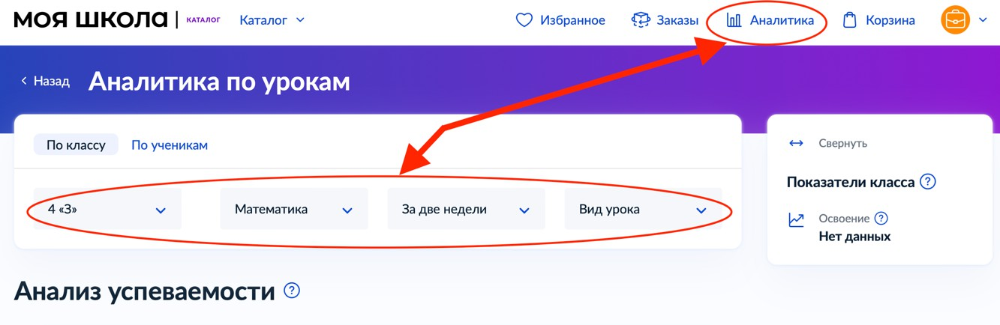 МОЯ ШКОЛА | КАТАЛОГ Каталог Избранное Заказы Аналитика Корзина
Назад Аналитика по урокам
По классу По ученикам
4 «З» Математика За две недели Вид урока
Свернуть
Показатели класса ?
Освоение ?
Нет данных
Анализ успеваемости ?